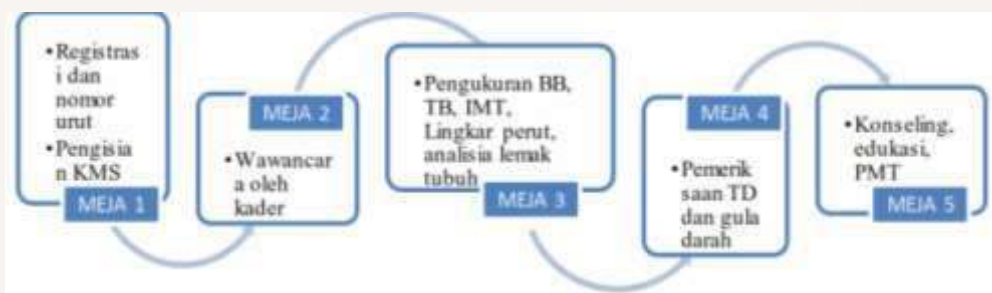 •Registras
i dan
nomor
urut
•Pengisia
n KMS
MEJA 1
MEJA 2
•Wawancar
a oleh
kader
•Pengukuran BB,
TB, IMT,
Lingkar perut,
analisia lemak
tubuh
MEJA 3
MEJA 4
•Pemerik
saan TD
dan gula
darah
•Konseling,
edukasi,
PMT
MEJA 5